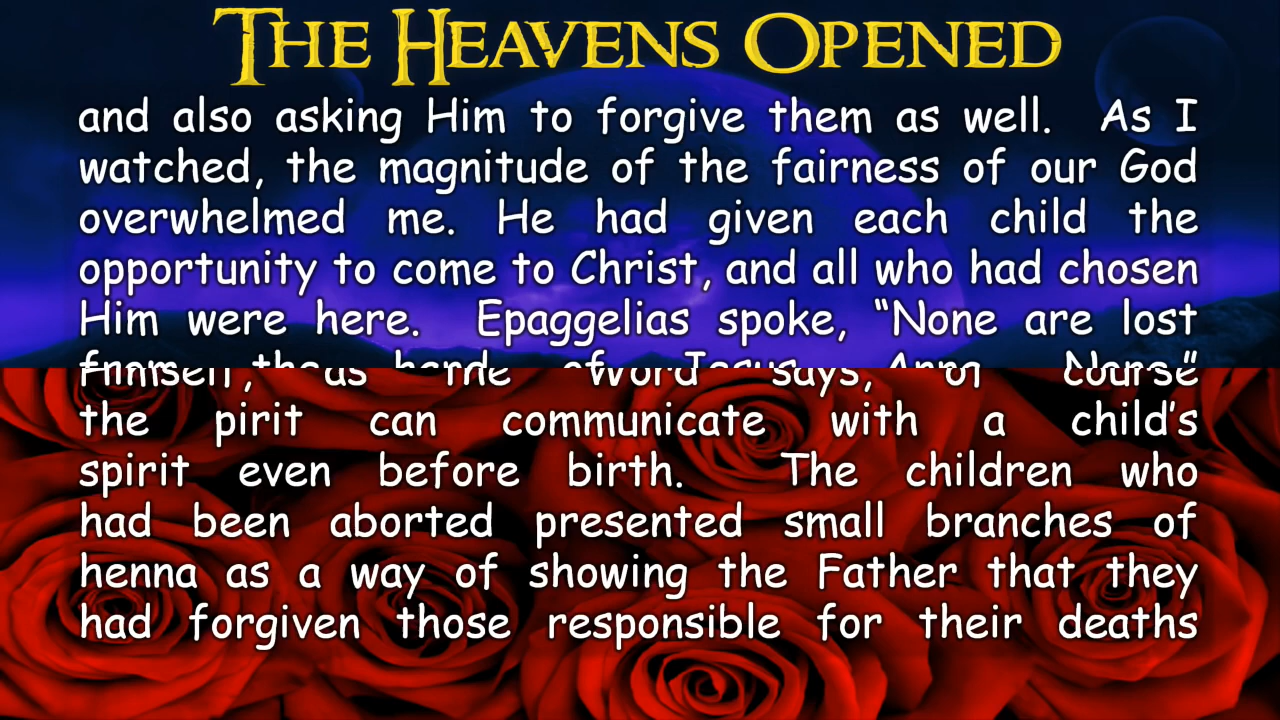 THE HEAVENS OPENED
and also asking Him to forgive them as well. As I
watched, the magnitude of the fairness of our God
overwhelmed me. He had given each child the
opportunity to come to Christ, and all who had chosen
Him were here. Epaggelias spoke, “None are lost
says,
the pirit can communicate with a child’s
spirit even before birth. The children who
had been aborted presented small branches of
henna as a way of showing the Father that they
had forgiven those responsible for their deaths